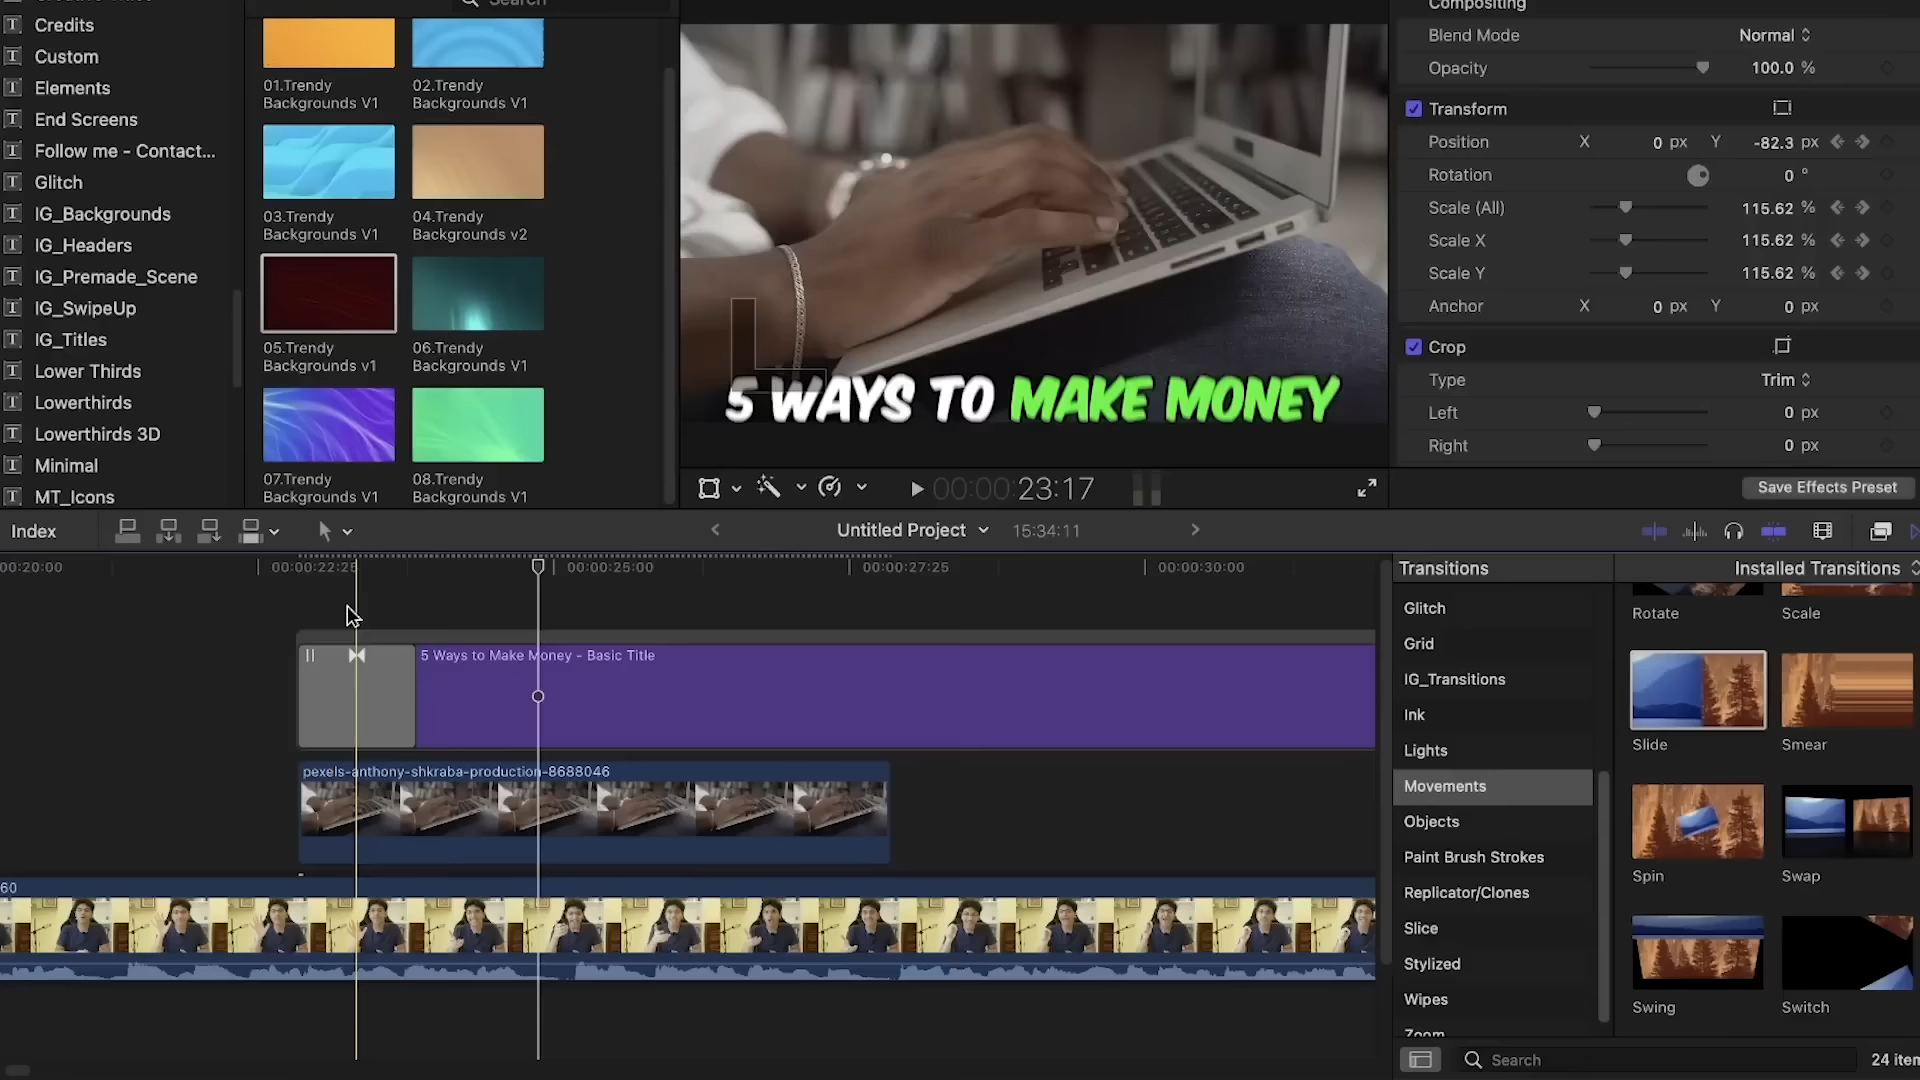 Credits
Custom
Elements
End Screens
Follow me - Contact...
Glitch
IG_Backgrounds
IG_Headers
IG_Premade_Scene
IG_SwipeUp
IG_Titles
Lower Thirds
Lowerthirds
Lowerthirds 3D
Minimal
MT_Icons
Search
01.Trendy
Backgrounds V1
02.Trendy
Backgrounds V1
03.Trendy
Backgrounds V1
04.Trendy
Backgrounds v2
05.Trendy
Backgrounds v1
06.Trendy
Backgrounds V1
07.Trendy
Backgrounds V1
08.Trendy
Backgrounds V1
5 WAYS TO MAKE MONEY
00:00:23:17
Compositing
Blend Mode Normal
Opacity 100.0 %
Transform
Position X 0 px Y -82.3 px
Rotation 0 °
Scale (All) 115.62 %
Scale X 115.62 %
Scale Y 115.62 %
Anchor X 0 px Y 0 px
Crop
Type Trim
Left 0 px
Right 0 px
Save Effects Preset
Index
Untitled Project 15:34:11
00:20:00
00:00:22:25
00:00:25:00
00:00:27:25
00:00:30:00
5 Ways to Make Money - Basic Title
pexels-anthony-shkraba-production-8688046
60
Transitions
Installed Transitions
Glitch
Grid
IG_Transitions
Ink
Lights
Movements
Objects
Paint Brush Strokes
Replicator/Clones
Slice
Stylized
Wipes
Zoom
Rotate
Scale
Slide
Smear
Spin
Swap
Swing
Switch
Search
24 item